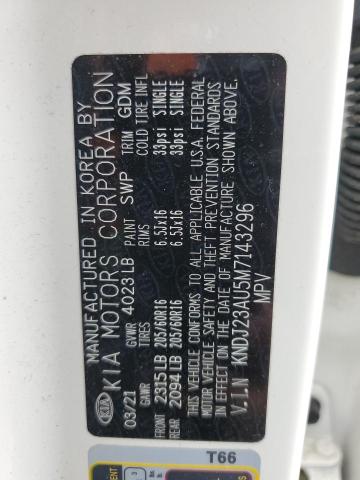 MANUFACTURED IN KOREA BY
KIA KIA MOTORS CORPORATION
03/21 GVWR 4023LB PAINT SWP TRIM GDM
GAWR TIRES RIMS COLD TIRE INFL
FRONT 2315LB 205/60R16 6.5Jx16 33psi SINGLE
REAR 2094LB 205/60R16 6.5Jx16 33psi SINGLE
THIS VEHICLE CONFORMS TO ALL APPLICABLE U.S.A. FEDERAL
MOTOR VEHICLE SAFETY AND THEFT PREVENTION STANDARDS
IN EFFECT ON THE DATE OF MANUFACTURE SHOWN ABOVE.
V.I.N KNDJ23AU5M7143296
MPV
T66